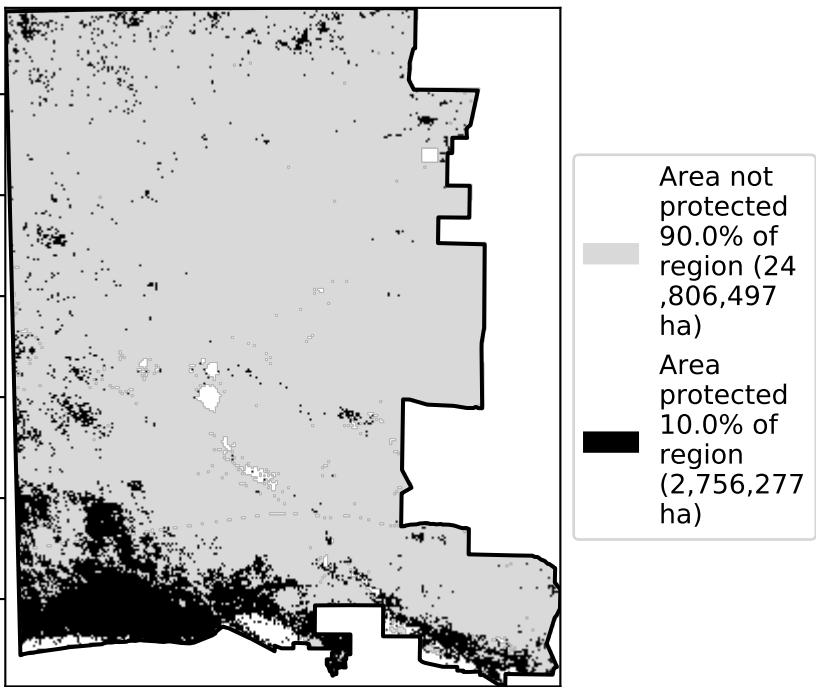 Area not
protected
90.0% of
region (24
,806,497
ha)
Area
protected
10.0% of
region
(2,756,277
ha)